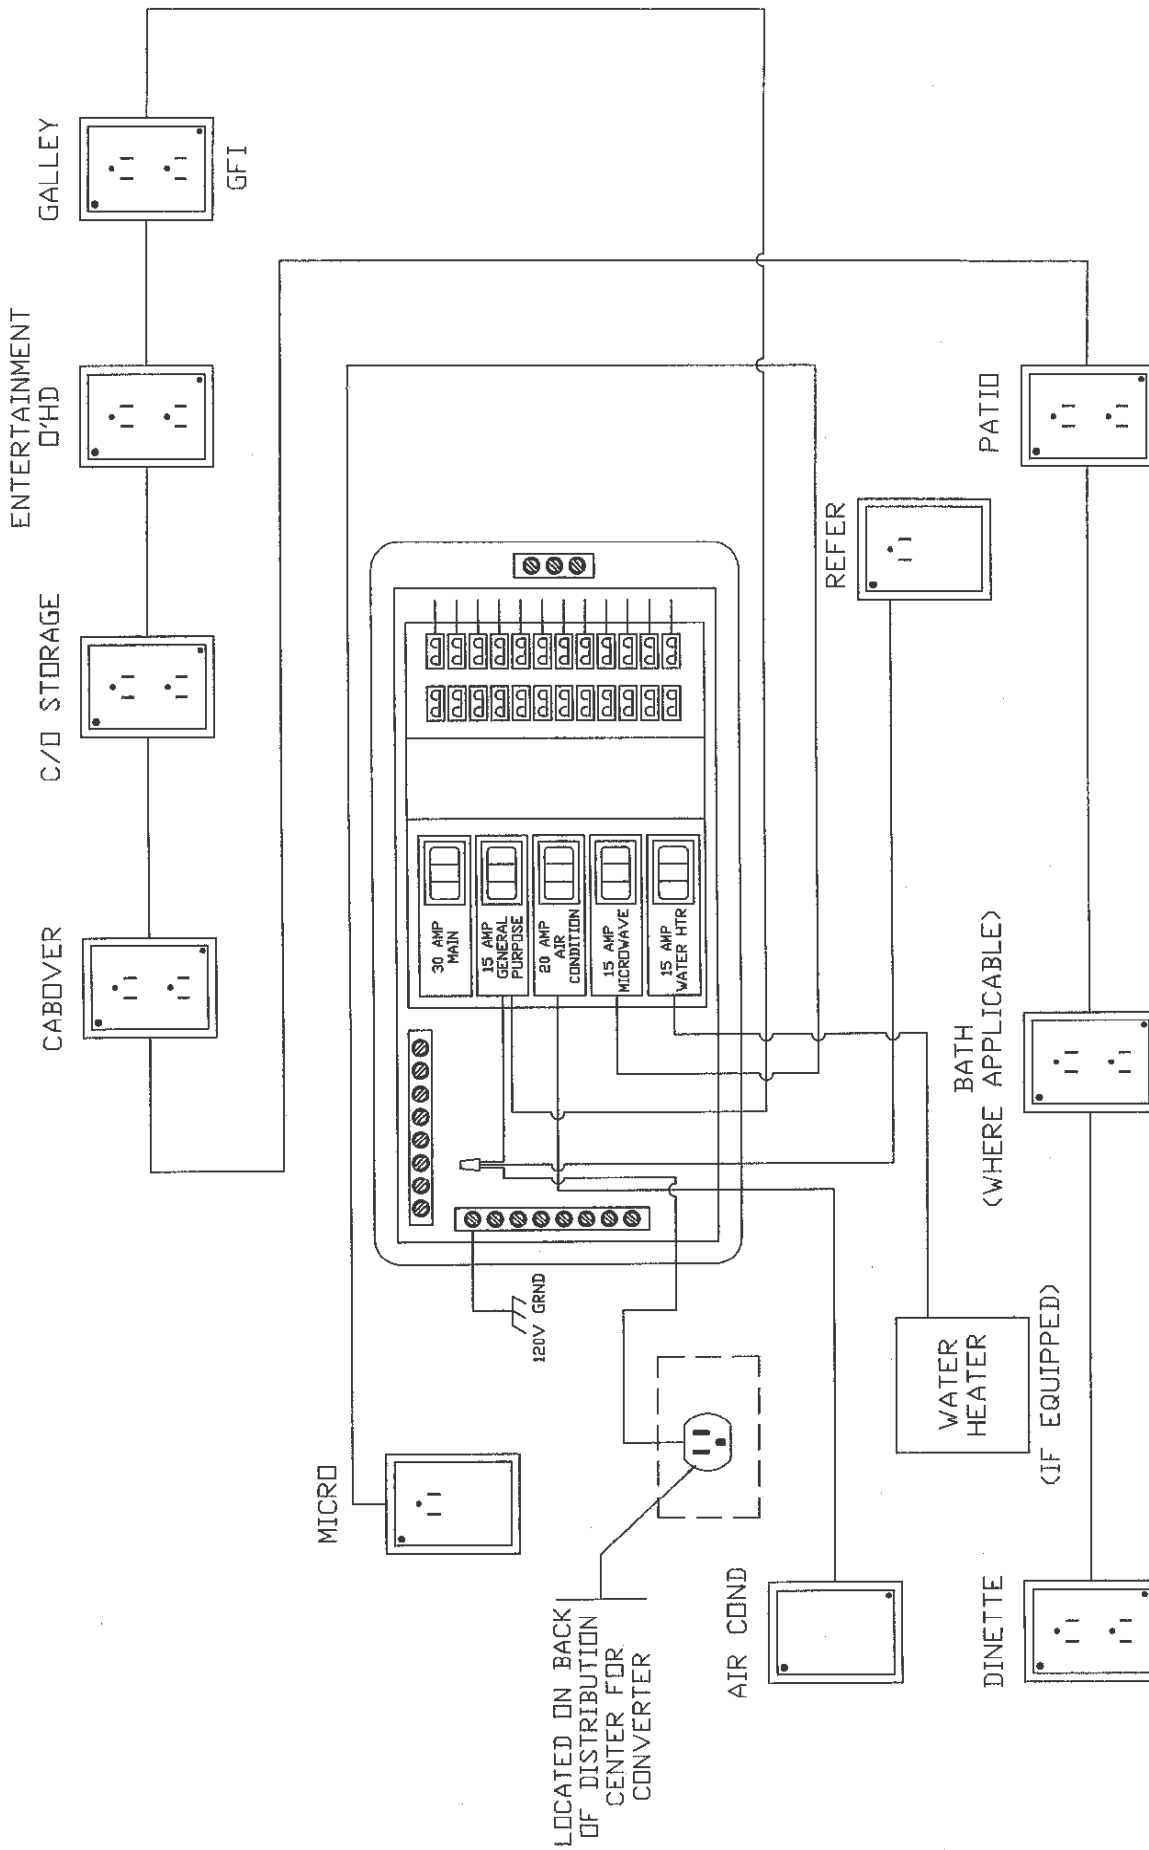 GALLEY
GFI
ENTERTAINMENT
O'HD
C/O STORAGE
CABOVER
PATIO
REFER
30 AMP
MAIN
15 AMP
GENERAL
PURPOSE
20 AMP
AIR
CONDITION
15 AMP
MICROWAVE
15 AMP
WATER HTR
BATH
(WHERE APPLICABLE)
120V GRND
MICRO
WATER
HEATER
(IF EQUIPPED)
LOCATED ON BACK
OF DISTRIBUTION
CENTER FOR
CONVERTER
AIR COND
DINETTE